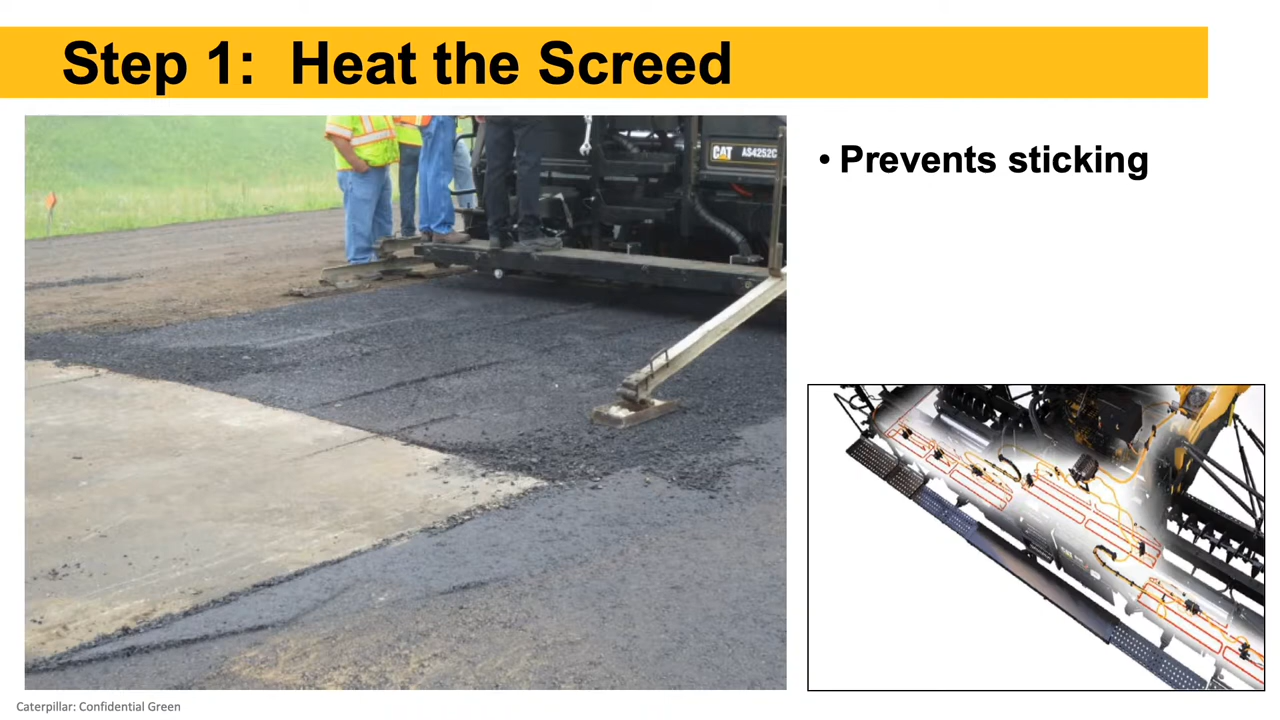 Step 1: Heat the Screed
• Prevents sticking
CAT AS4252C
Caterpillar: Confidential Green